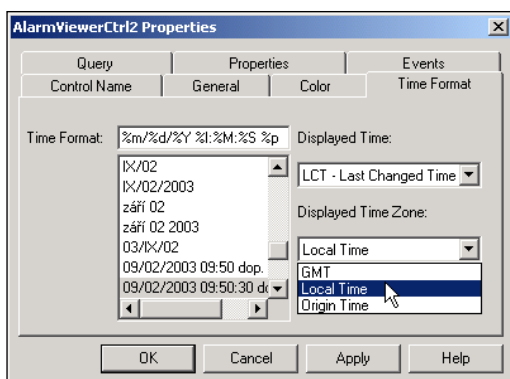 AlarmViewerCtrl2 Properties
Query Properties Events
Control Name General Color Time Format
Time Format: %m/%d/%Y %I:%M:%S %p
IX/02
IX/02/2003
září 02
září 02 2003
03/IX/02
09/02/2003 09:50 dop.
09/02/2003 09:50:30 do
Displayed Time:
LCT - Last Changed Time
Displayed Time Zone:
Local Time
GMT
Local Time
Origin Time
OK Cancel Apply Help